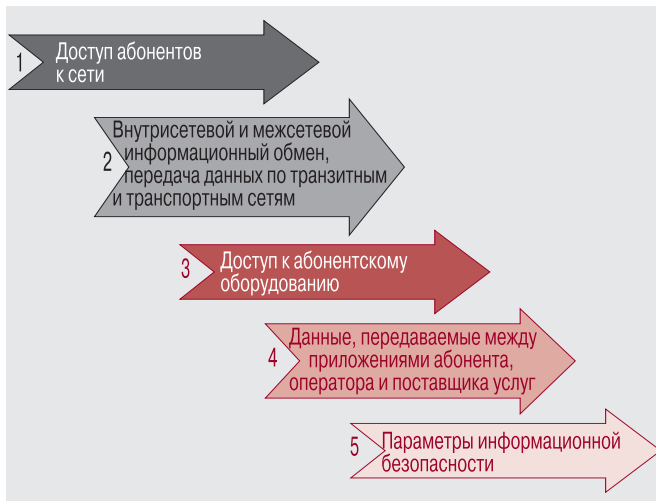 1
Доступ абонентов
к сети
2
Внутрисетевой и межсетевой
информационный обмен,
передача данных по транзитным
и транспортным сетям
3
Доступ к абонентскому
оборудованию
4
Данные, передаваемые между
приложениями абонента,
оператора и поставщика услуг
5
Параметры информационной
безопасности